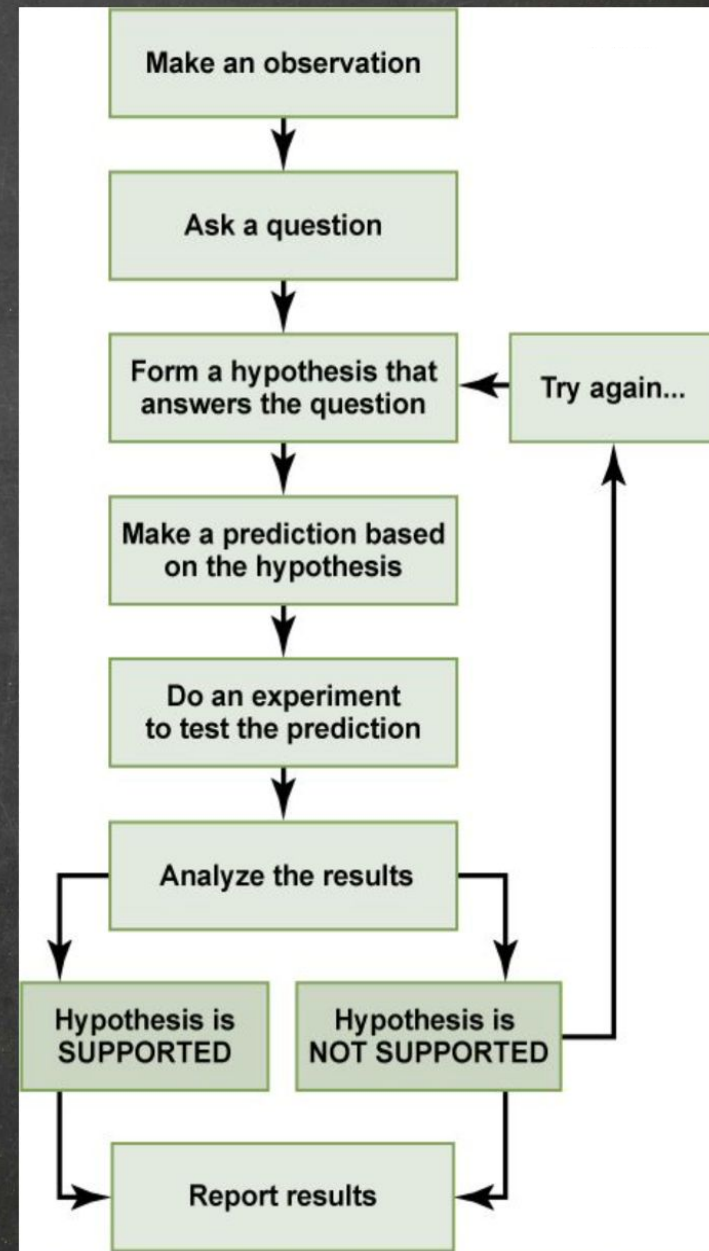 Make an observation
Ask a question
Form a hypothesis that
answers the question
Try again...
Make a prediction based
on the hypothesis
Do an experiment
to test the prediction
Analyze the results
Hypothesis is
SUPPORTED
Hypothesis is
NOT SUPPORTED
Report results